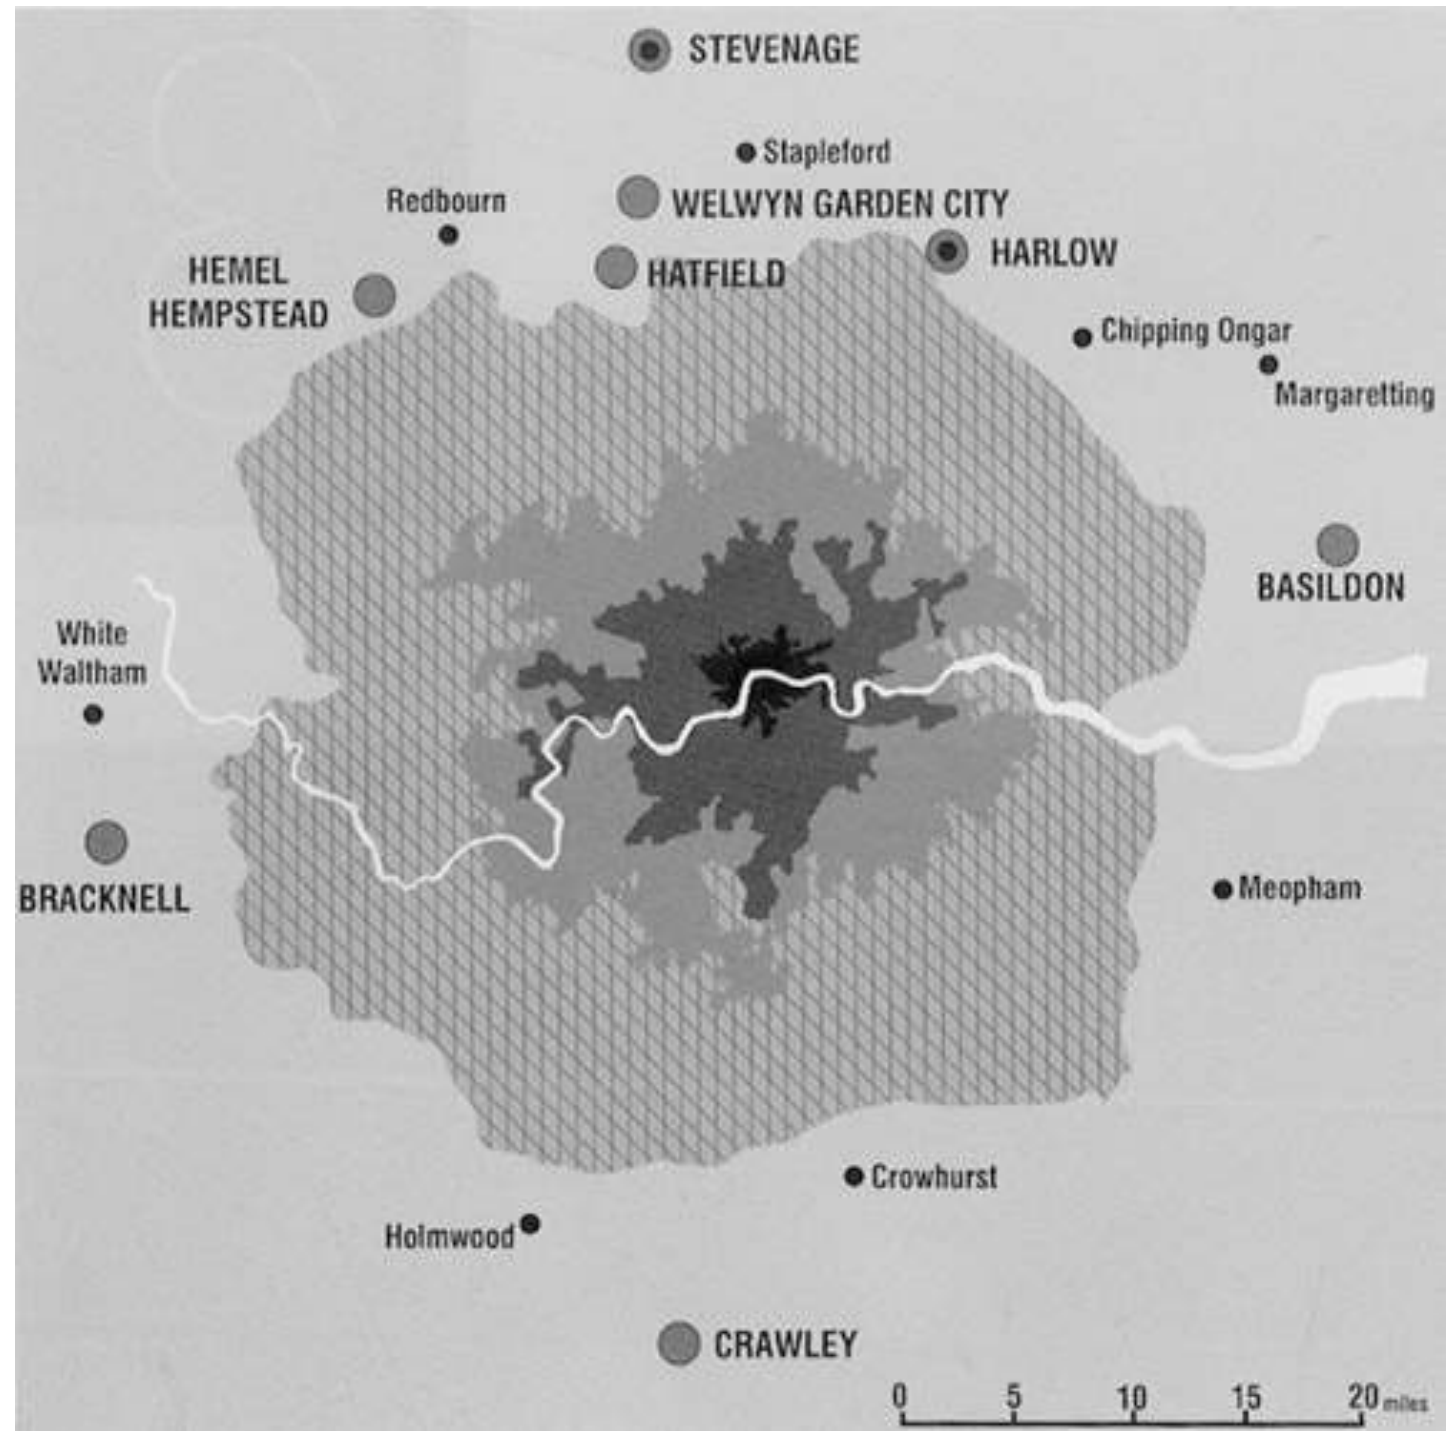 STEVENAGE
Stapleford
Redbourn
WELWYN GARDEN CITY
HEMEL
HEMPSTEAD
HATFIELD
HARLOW
Chipping Ongar
Margaretting
BASILDON
White
Waltham
BRACKNELL
Meopham
Crowhurst
Holmwood
CRAWLEY
0 5 10 15 20 miles